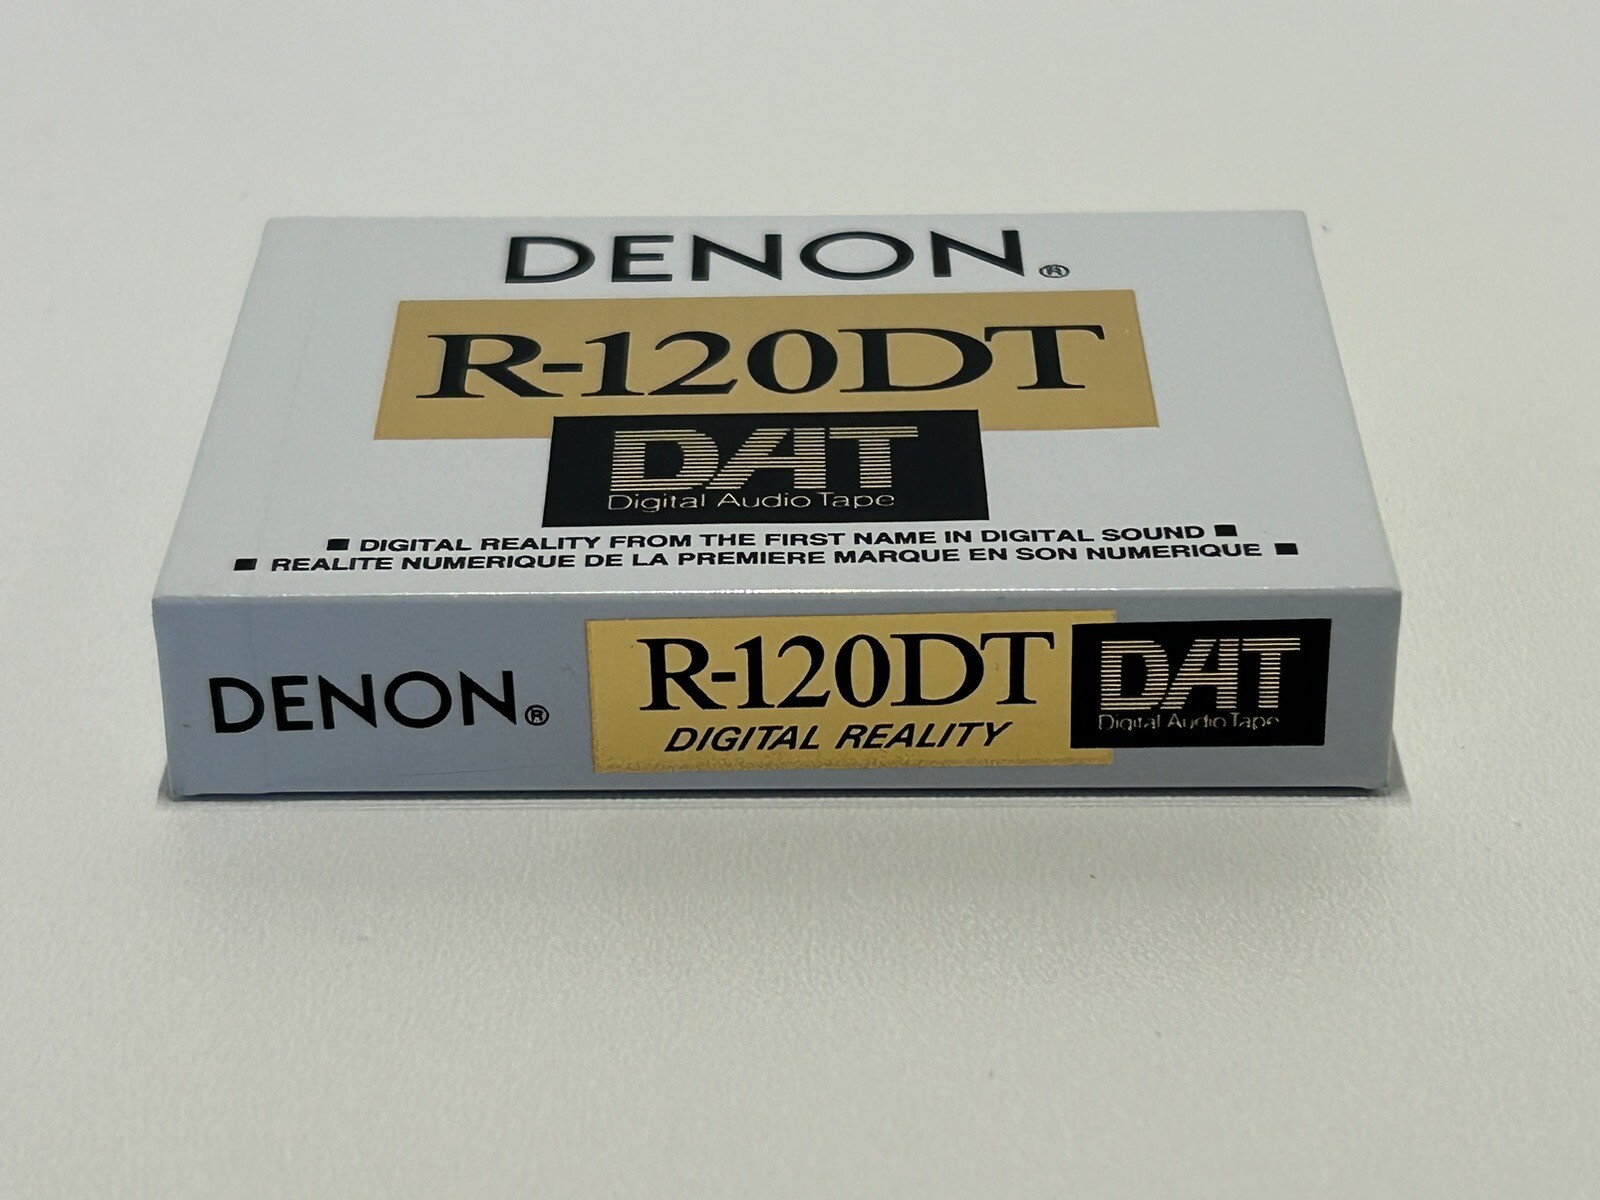 DENON®
R-120DT
DAT
Digital Audio Tape
■ DIGITAL REALITY FROM THE FIRST NAME IN DIGITAL SOUND ■
■ REALITE NUMERIQUE DE LA PREMIERE MARQUE EN SON NUMERIQUE ■
DENON®
R-120DT
DIGITAL REALITY
DAT
Digital Audio Tape